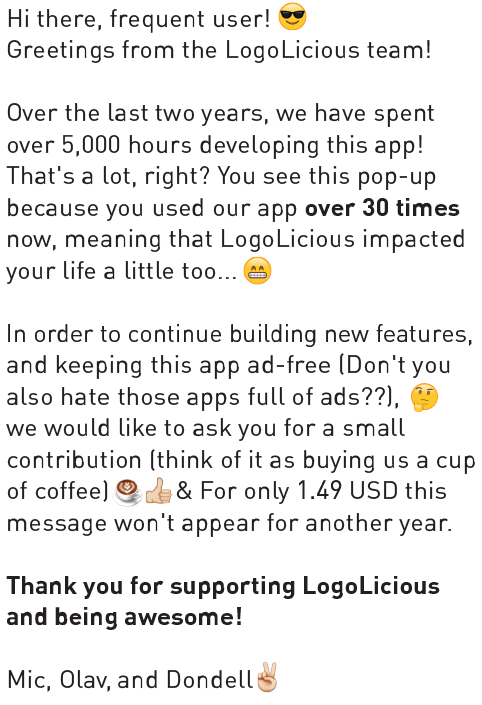 Hi there, frequent user! 😎
Greetings from the LogoLicious team!

Over the last two years, we have spent
over 5,000 hours developing this app!
That's a lot, right? You see this pop-up
because you used our app over 30 times
now, meaning that LogoLicious impacted
your life a little too... 😁

In order to continue building new features,
and keeping this app ad-free (Don't you
also hate those apps full of ads??), 🤔
we would like to ask you for a small
contribution (think of it as buying us a cup
of coffee) ☕👍🏼& For only 1.49 USD this
message won't appear for another year.

Thank you for supporting LogoLicious
and being awesome!

Mic, Olav, and Dondell✌🏼